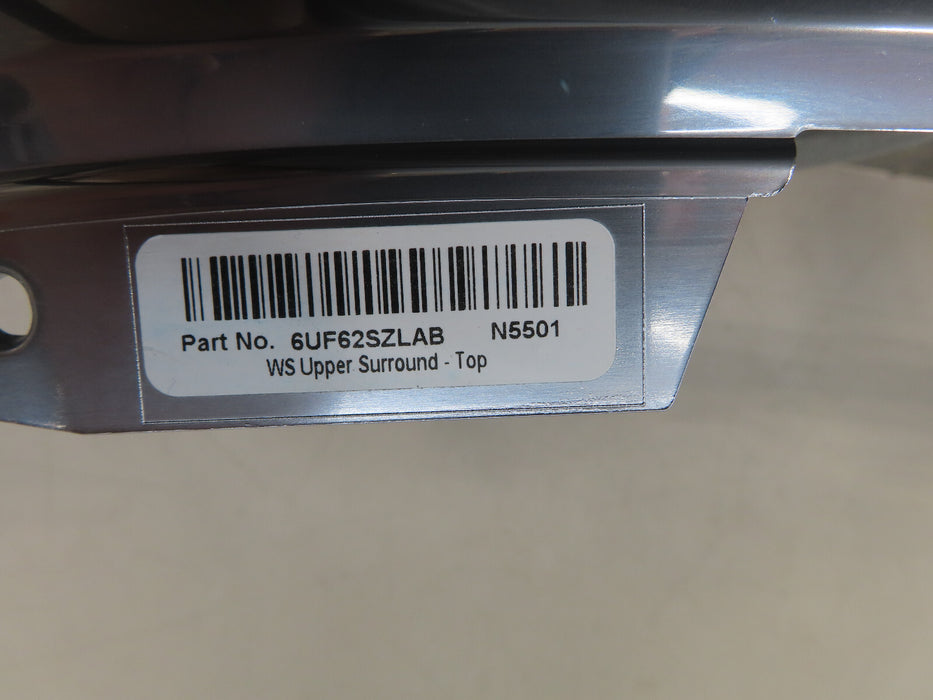 Part No. 6UF62SZLAB N5501
WS Upper Surround - Top